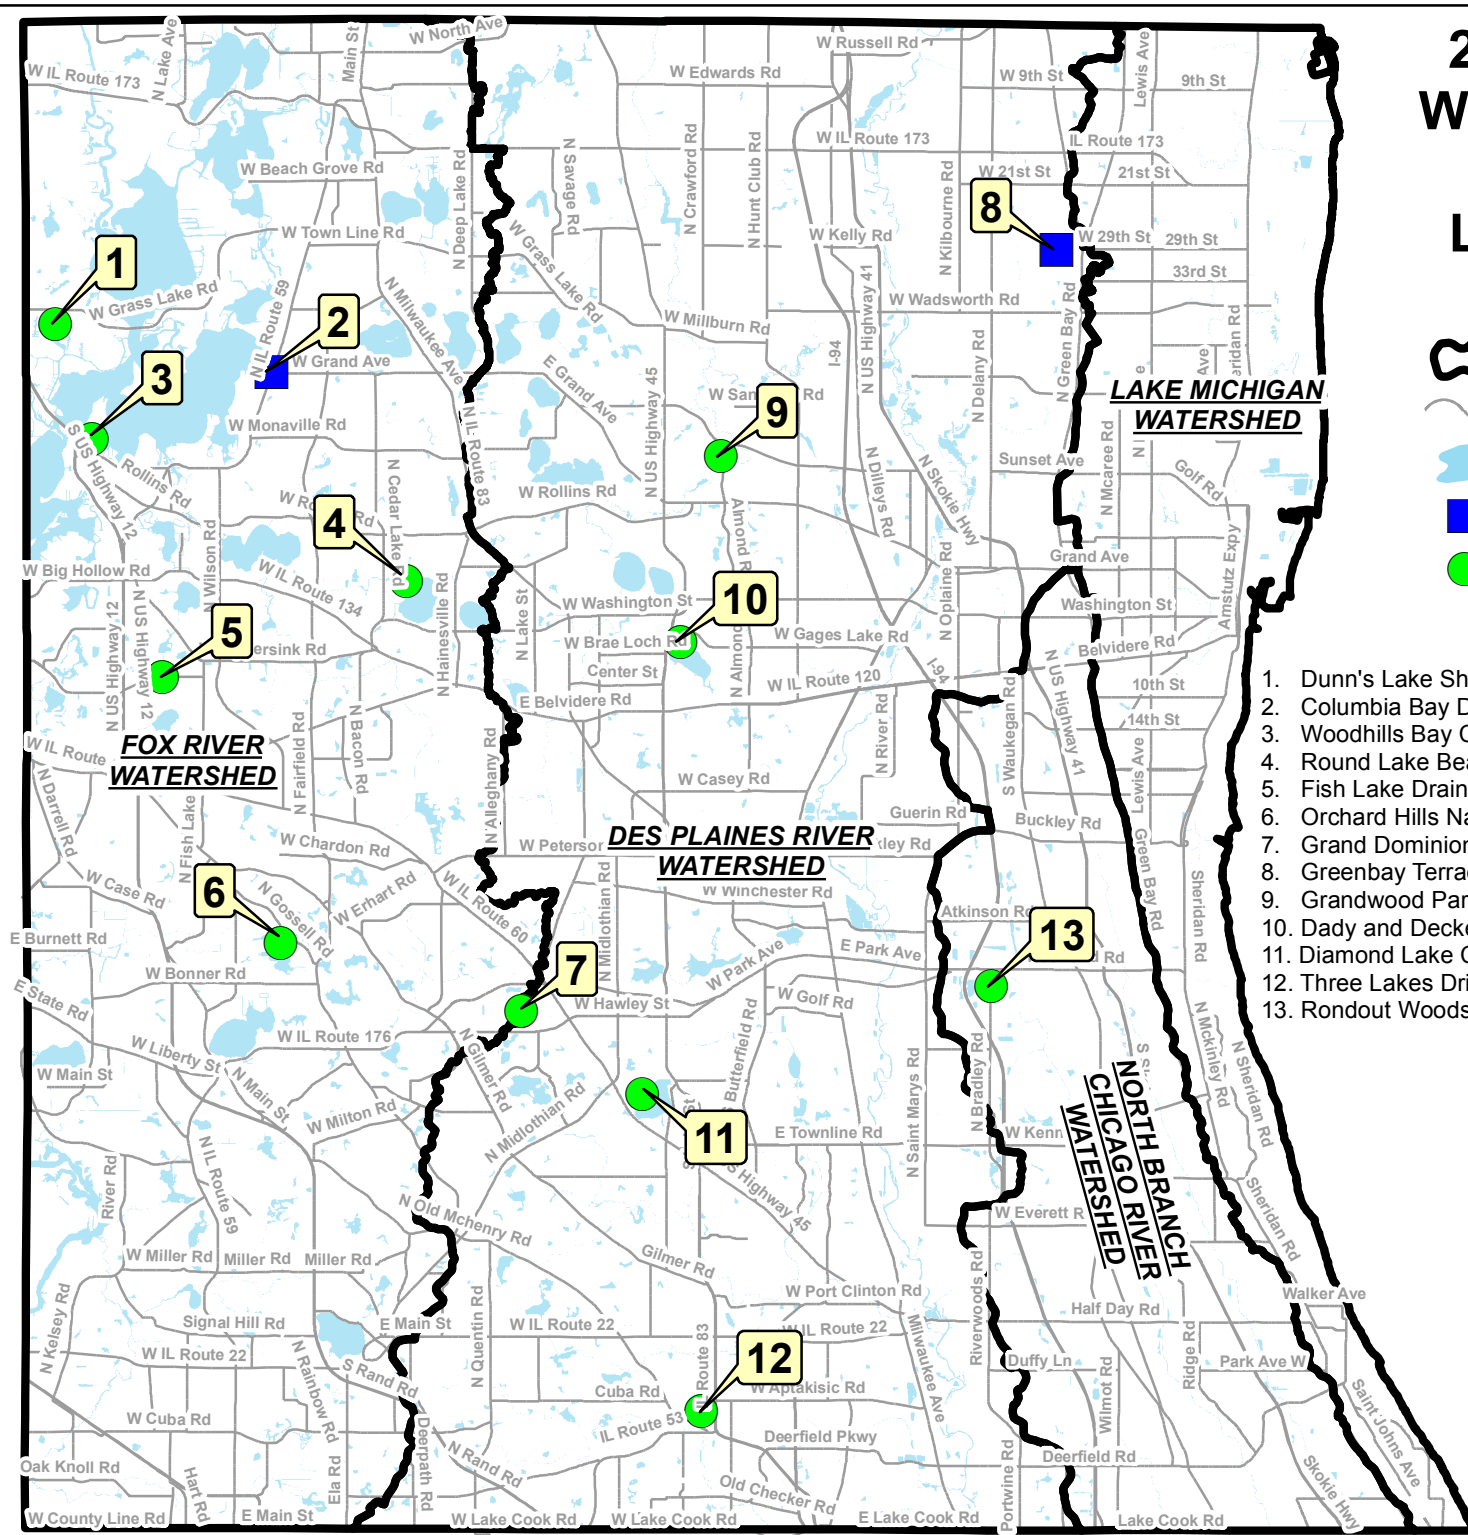 W North Ave
W Russell Rd
N Lake Ave
Main St
W IL Route 173
W Edwards Rd
W 9th St
Lewis Ave
9th St
W IL Route 173
IL Route 173
W Beach Grove Rd
N Deep Lake Rd
N Savage Rd
N Crawford Rd
N Hunt Club Rd
N Kilbourne Rd
W 21st St
21st St
8
W Town Line Rd
W Grass Lake Rd
W Kelly Rd
W 29th St
29th St
1
33rd St
W Grass Lake Rd
N IL Route 59
N Milwaukee Ave
W Millburn Rd
I-94
N US Highway 41
W Wadsworth Rd
N Delany Rd
N Green Bay Rd
2
W Grand Ave
E Grand Ave
3
N US Highway 45
9
LAKE MICHIGAN
WATERSHED
W Monaville Rd
N IL Route 83
S US Highway 12
Rollins Rd
N Cedar Lake Rd
W Rollins Rd
N Dilleys Rd
N Skokie Hwy
Sunset Ave
N Mcaree Rd
Golf Rd
4
Almond
W Big Hollow Rd
N Wilson Rd
W IL Route 134
N Hainesville Rd
N Oplaine Rd
Grand Ave
Amstutz Expy
N Lake St
W Washington St
10
Washington St
N US Highway 12
N US Highway 12
5
W Brae Loch Rd
W Gages Lake Rd
Belvidere Rd
Center St
N Almond
W IL Route 120
I-94
10th St
E Belvidere Rd
S Waukegan Rd
N US Highway 41
14th St
W IL Route
FOX RIVER
WATERSHED
N Fairfield Rd
N Bacon Rd
N Alleghany Rd
N River Rd
W Casey Rd
Lewis Ave
N Darrell Rd
N Fish Lake
Guerin Rd
Buckley Rd
DES PLAINES RIVER
WATERSHED
W Chardon Rd
Green Bay Rd
W Case Rd
6
N Gossell Rd
W Erhart Rd
W IL Route 60
N Midlothian Rd
W Winchester Rd
Sheridan Rd
E Burnett Rd
Atkinson Rd
13
E Park Ave
W Park Ave
W Bonner Rd
7
E State Rd
W Hawley St
W Golf Rd
W IL Route 176
W Liberty St
N Gilmer Rd
Butterfield Rd
N Saint Marys Rd
N Bradley Rd
N Mckinley Rd
N Sheridan Rd
W Main St
N Main St
W Milton Rd
N Midlothian Rd
11
E Townline Rd
NORTH BRANCH
CHICAGO RIVER
WATERSHED
River Rd
N IL Route 59
N Old Mchenry Rd
Highway 45
Sheridan Rd
W Miller Rd
Miller Rd
Miller Rd
Gilmer Rd
W Port Clinton Rd
Walker Ave
N Kelsey Rd
Signal Hill Rd
E Main St
N Quentin Rd
W IL Route 22
W IL Route 22
Milwaukee Ave
Riverwoods Rd
Half Day Rd
W IL Route 22
N Rainbow Rd
S Rand Rd
12
Duffy Ln
Wilmot Rd
Ridge Rd
Park Ave W
Saint Johns Ave
W Cuba Rd
Cuba Rd
W Aptakisic Rd
IL Route 53
Deerfield Pkwy
Deerfield Rd
Oak Knoll Rd
Hart Rd
Ela Rd
Deerpath Rd
N Rand Rd
Old Checker Rd
Portwine Rd
Skokie Hwy
W County Line Rd
E Main St
W Lake Cook Rd
W Lake Cook Rd
E Lake Cook Rd
Lake Cook Rd
2
W
L
1. Dunn's Lake Sh
2. Columbia Bay D
3. Woodhills Bay
4. Round Lake Bea
5. Fish Lake Drain
6. Orchard Hills Na
7. Grand Dominion
8. Greenbay Terra
9. Grandwood Par
10. Dady and Decke
11. Diamond Lake
12. Three Lakes Dri
13. Rondout Woods